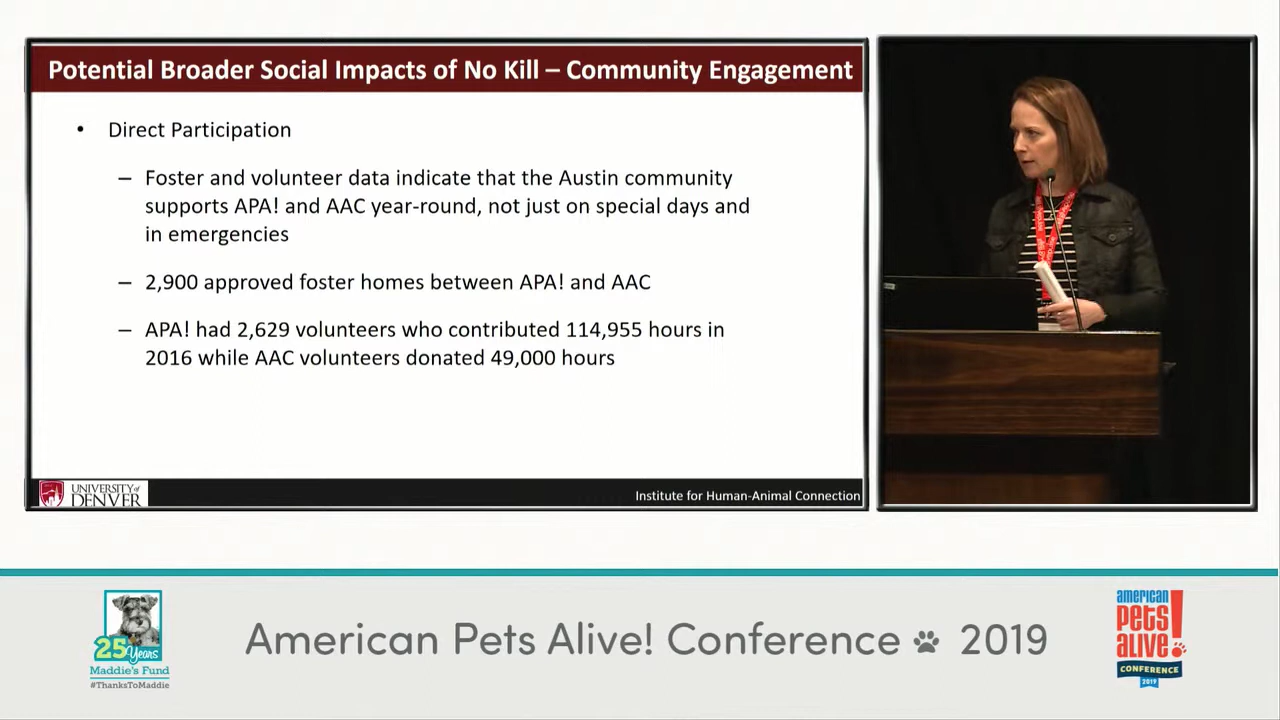 Potential Broader Social Impacts of No Kill – Community Engagement
• Direct Participation
– Foster and volunteer data indicate that the Austin community
supports APA! and AAC year-round, not just on special days and
in emergencies
– 2,900 approved foster homes between APA! and AAC
– APA! had 2,629 volunteers who contributed 114,955 hours in
2016 while AAC volunteers donated 49,000 hours
UNIVERSITY of
DENVER
Institute for Human-Animal Connection
25 Years
Maddie's Fund
#ThanksToMaddie
American Pets Alive! Conference 2019
american
pets
alive!
CONFERENCE
2019